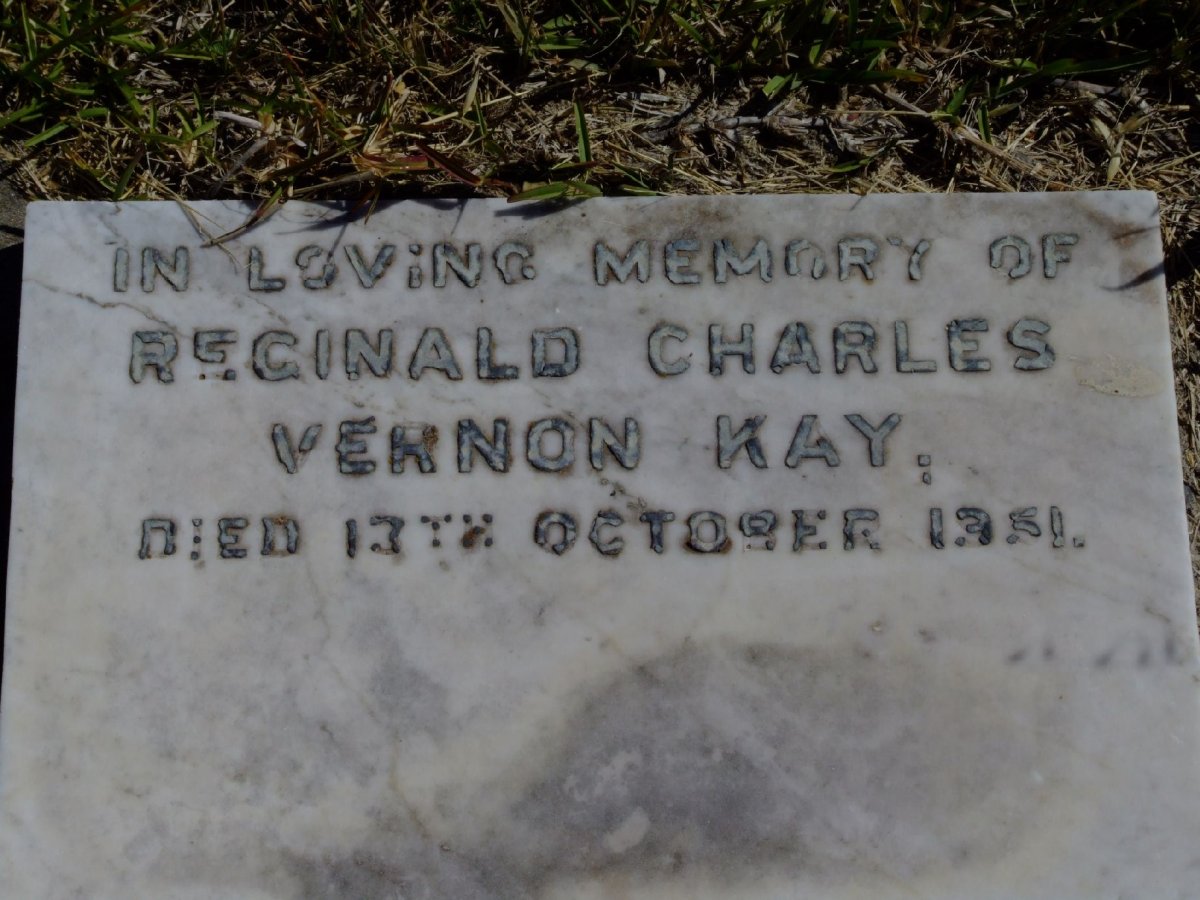 IN LOVING MEMORY OF
REGINALD CHARLES
VERNON KAY,
DIED 13TH OCTOBER 1951.